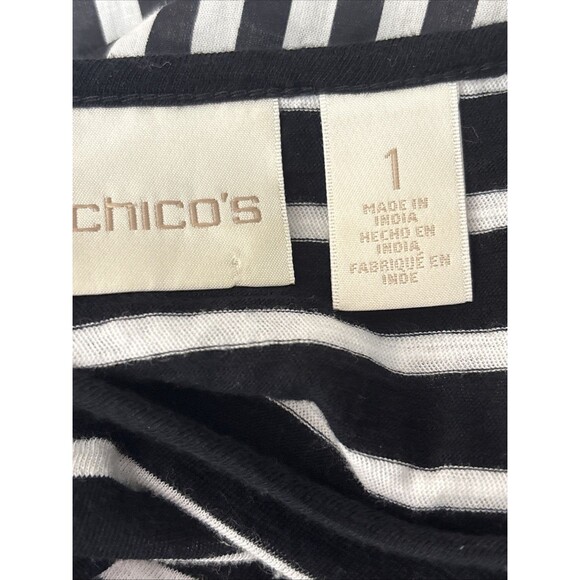 chico's
1
MADE IN
INDIA
HECHO EN
INDIA
FABRIQUÉ EN
INDE